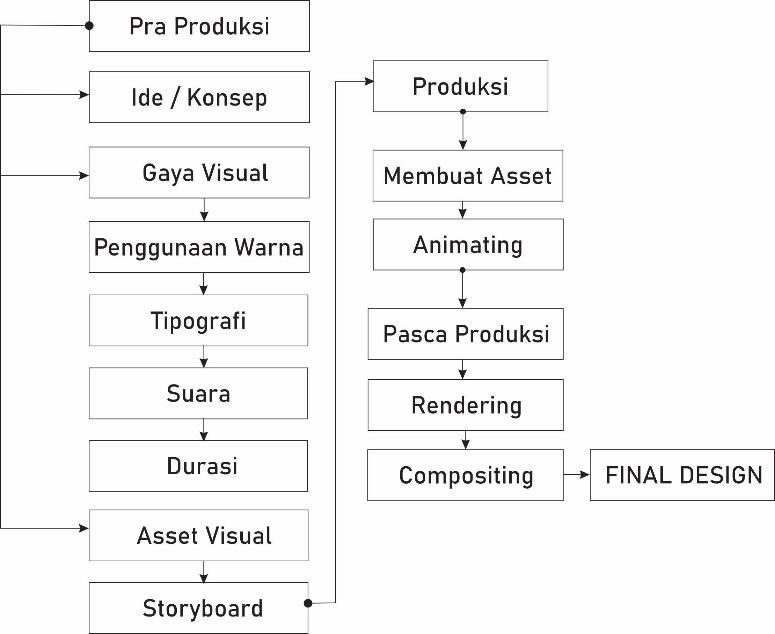 Pra Produksi
Ide / Konsep
Gaya Visual
Penggunaan Warna
Tipografi
Suara
Durasi
Asset Visual
Storyboard
Produksi
Membuat Asset
Animating
Pasca Produksi
Rendering
Compositing
FINAL DESIGN